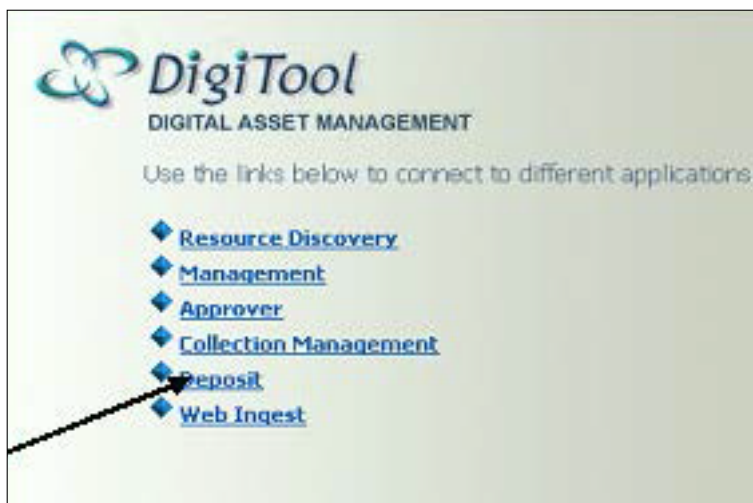 DigiTool
DIGITAL ASSET MANAGEMENT
Use the links below to connect to different applications
Resource Discovery
Management
Approver
Collection Management
Deposit
Web Ingest